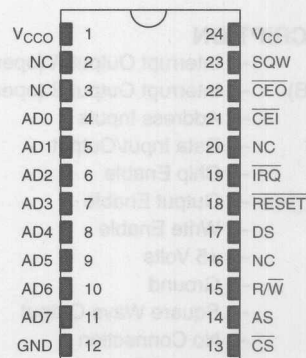 VCCO 1 24 VCC
NC 2 23 SQW
NC 3 22 CEO
AD0 4 21 CEI
AD1 5 20 NC
AD2 6 19 IRQ
AD3 7 18 RESET
AD4 8 17 DS
AD5 9 16 NC
AD6 10 15 R/W
AD7 11 14 AS
GND 12 13 CS